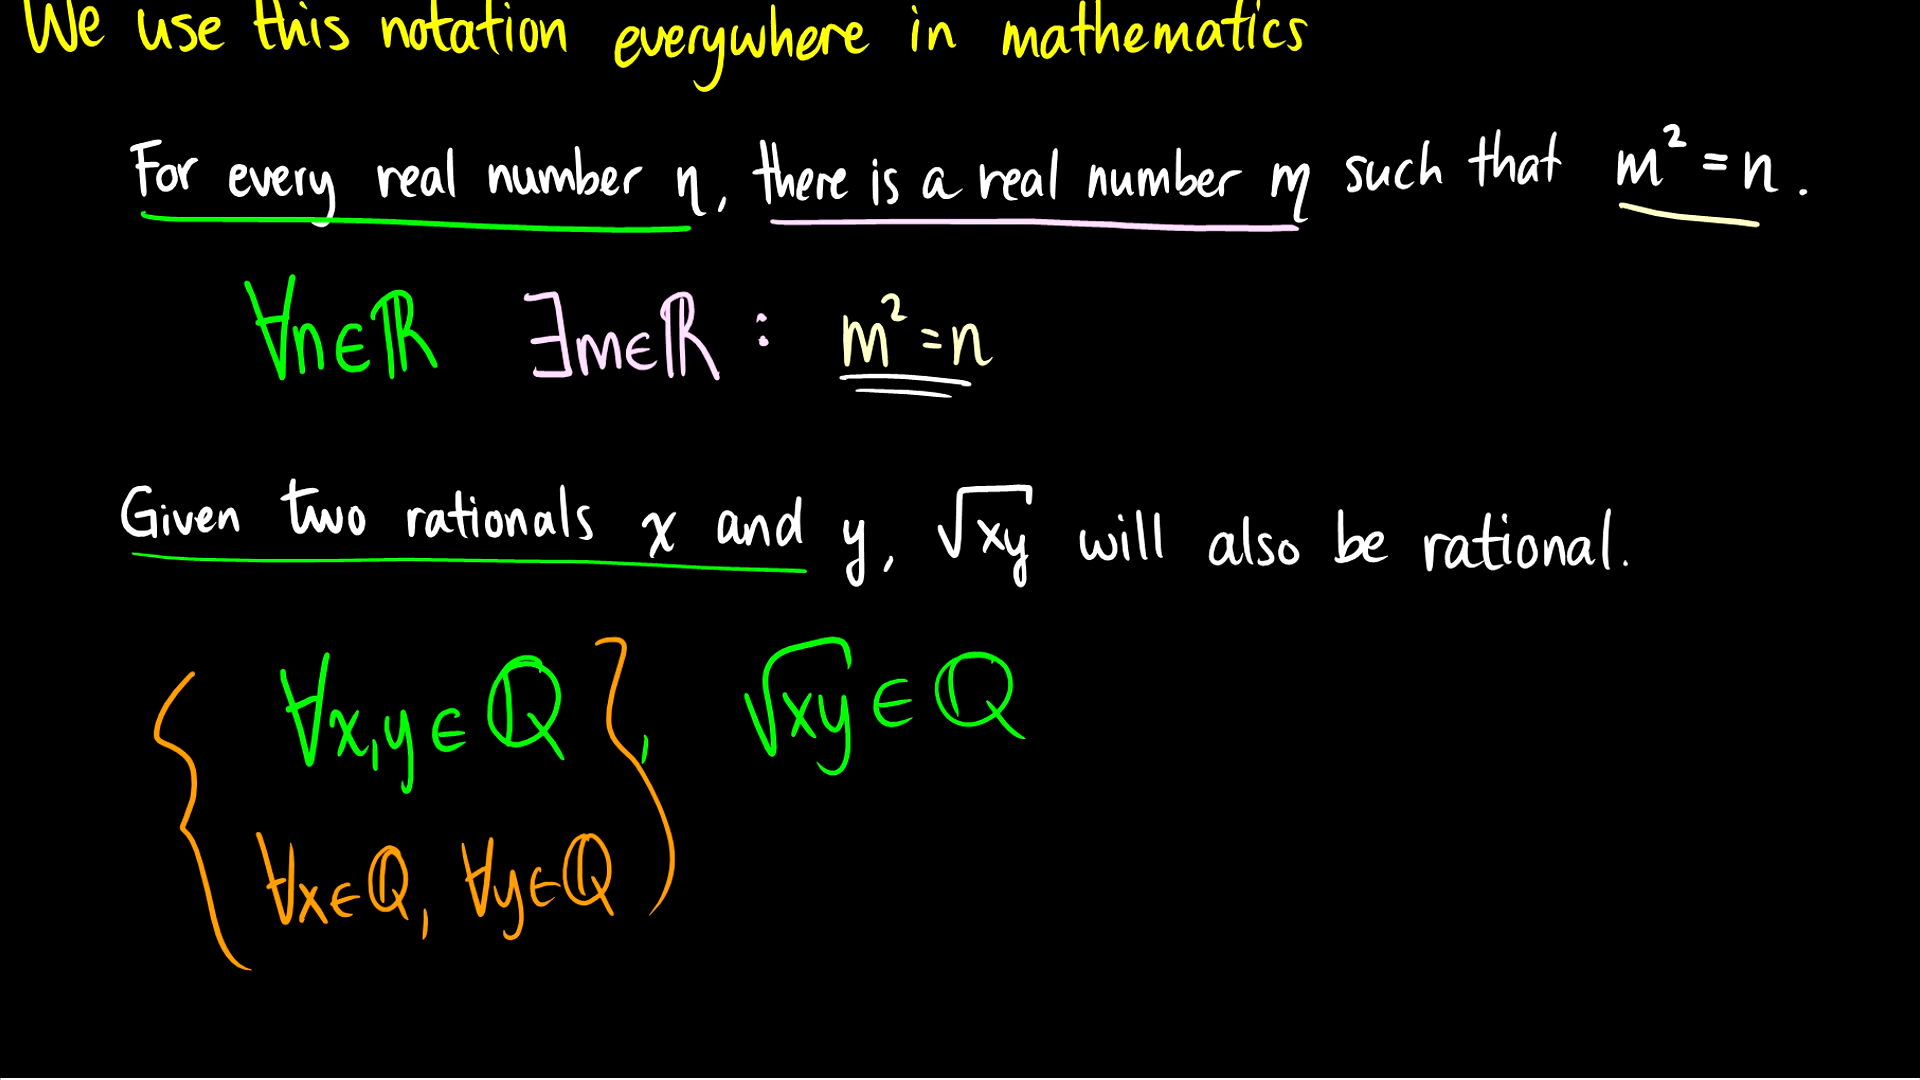 We use this notation everywhere in mathematics
For every real number n, there is a real number m such that m² = n.
∀n∈ℝ ∃m∈ℝ : m² = n
Given two rationals x and y, √xy will also be rational.
∀x,y ∈ ℚ, √xy ∈ ℚ
∀x∈ℚ, ∀y∈ℚ